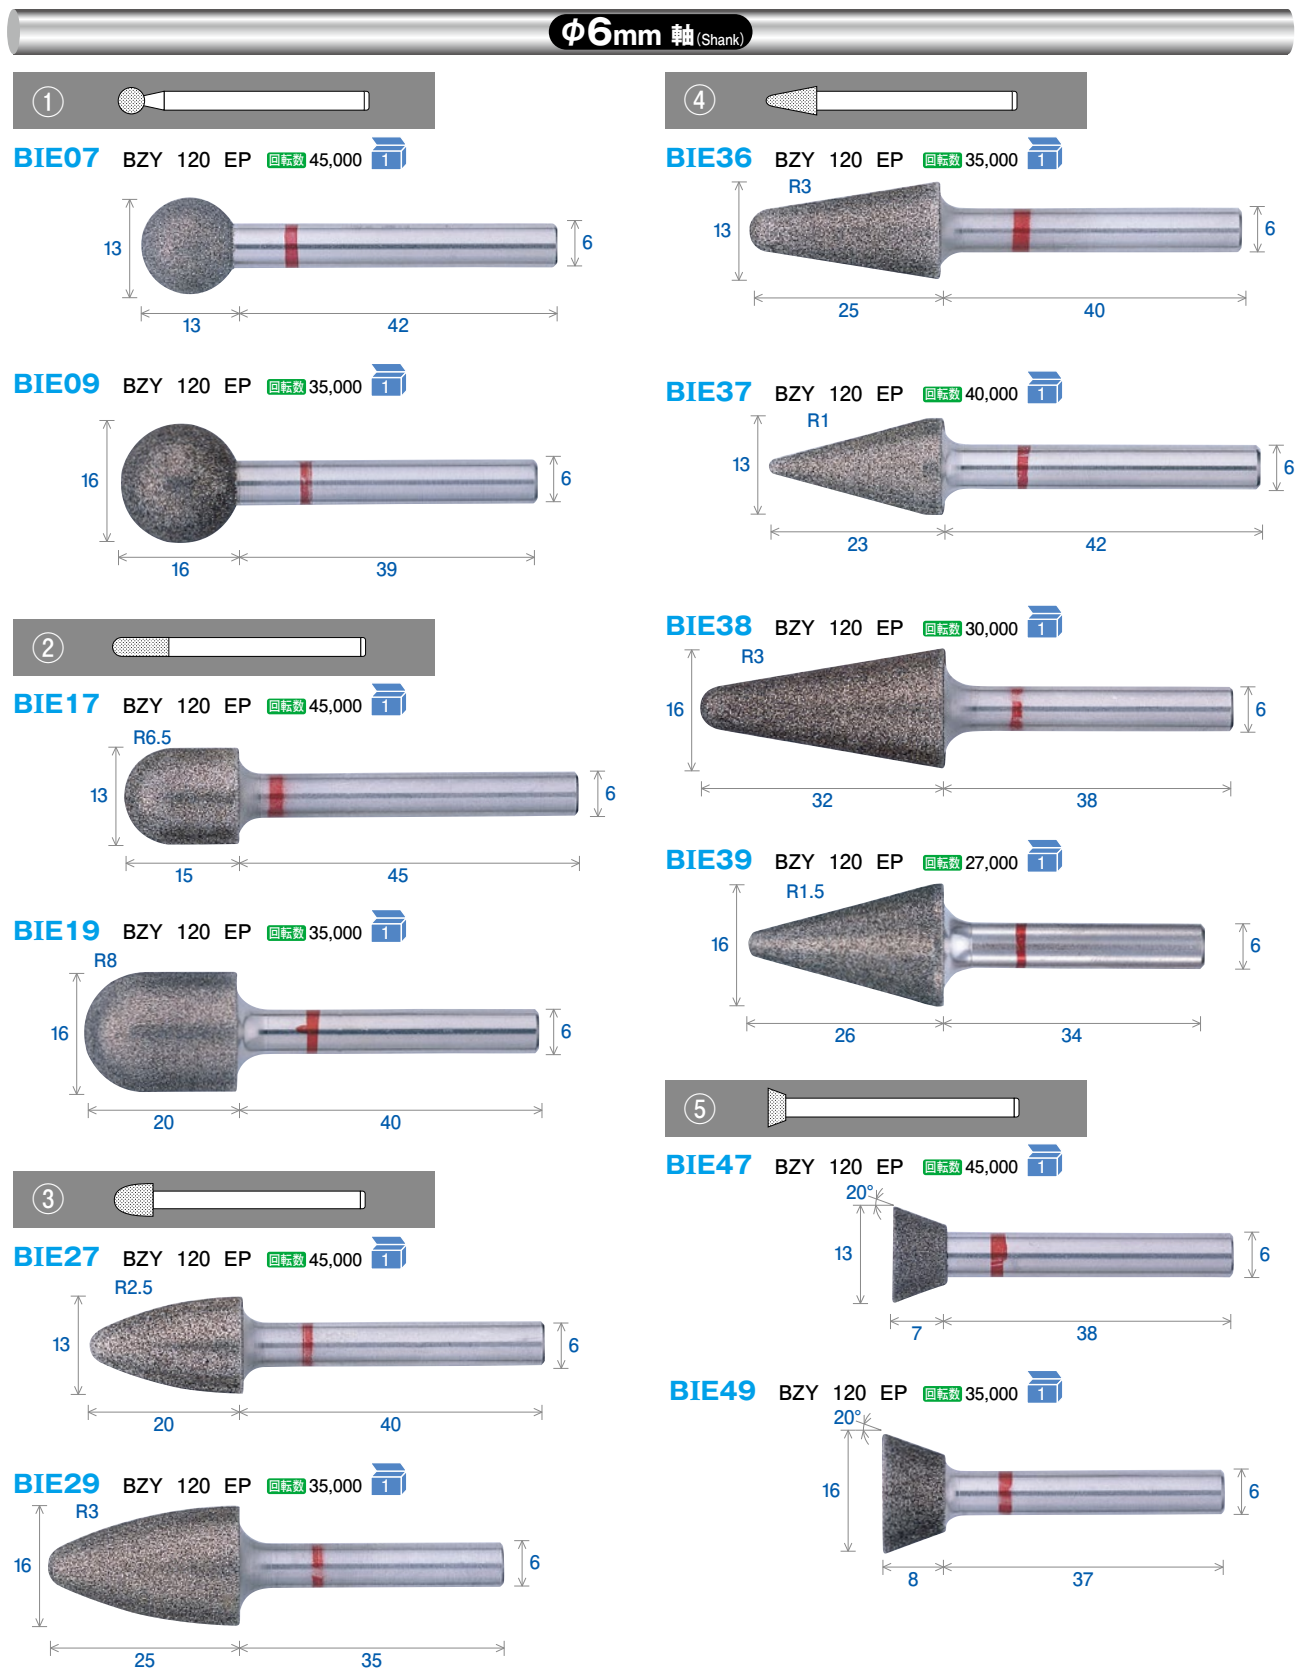 φ6mm 軸(Shank)
①
BIE07 BZY 120 EP 回転数 45,000 1
13
6
13 42
BIE09 BZY 120 EP 回転数 35,000 1
16
6
16 39
②
BIE17 BZY 120 EP 回転数 45,000 1
R6.5
13
6
15 45
BIE19 BZY 120 EP 回転数 35,000 1
R8
16
6
20 40
③
BIE27 BZY 120 EP 回転数 45,000 1
R2.5
13
6
20 40
BIE29 BZY 120 EP 回転数 35,000 1
R3
16
6
25 35
④
BIE36 BZY 120 EP 回転数 35,000 1
R3
13
6
25 40
BIE37 BZY 120 EP 回転数 40,000 1
R1
13
6
23 42
BIE38 BZY 120 EP 回転数 30,000 1
R3
16
6
32 38
BIE39 BZY 120 EP 回転数 27,000 1
R1.5
16
6
26 34
⑤
BIE47 BZY 120 EP 回転数 45,000 1
20°
13
6
7 38
BIE49 BZY 120 EP 回転数 35,000 1
20°
16
6
8 37